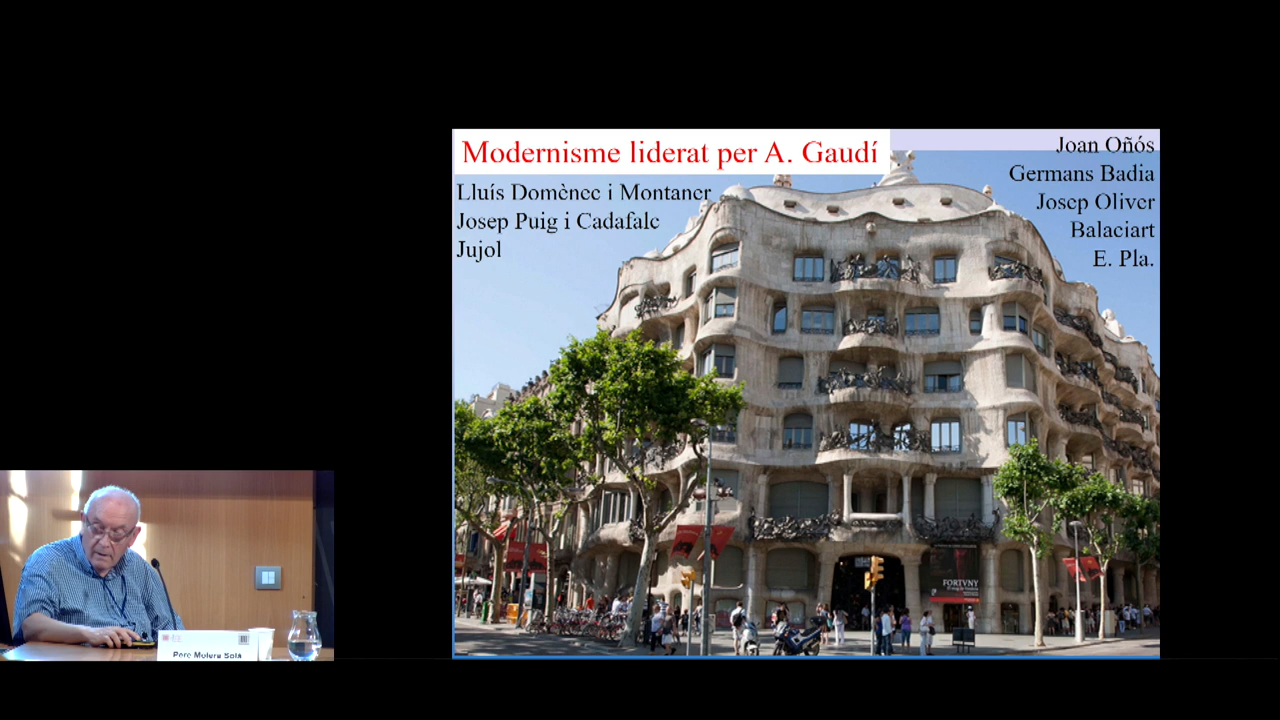 Modernisme liderat per A. Gaudí
Lluís Domènec i Montaner
Josep Puig i Cadafalc
Jujol
Joan Oñós
Germans Badia
Josep Oliver
Balaciart
E. Pla.
FORTVNY
Pere Molera Solà